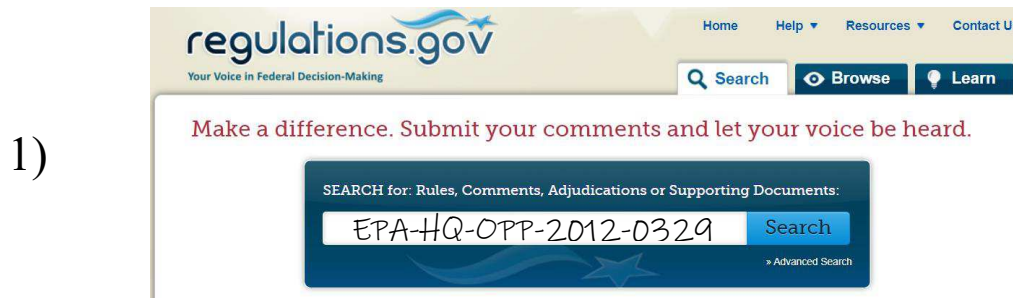 regulations.gov
Home Help ▼ Resources ▼ Contact U
Your Voice in Federal Decision-Making
Search Browse Learn
Make a difference. Submit your comments and let your voice be heard.
1)
SEARCH for: Rules, Comments, Adjudications or Supporting Documents:
EPA-HQ-OPP-2012-0329 Search
» Advanced Search